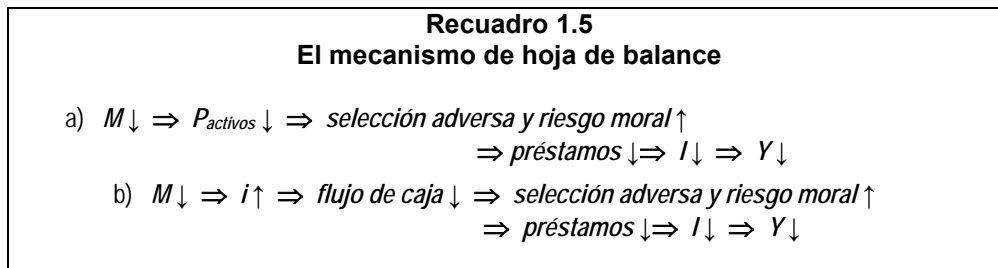 Recuadro 1.5
El mecanismo de hoja de balance
a) M ↓ ⇒ Pactivos ↓ ⇒ selección adversa y riesgo moral ↑
⇒ préstamos ↓⇒ I ↓ ⇒ Y ↓
b) M ↓ ⇒ i ↑ ⇒ flujo de caja ↓ ⇒ selección adversa y riesgo moral ↑
⇒ préstamos ↓⇒ I ↓ ⇒ Y ↓